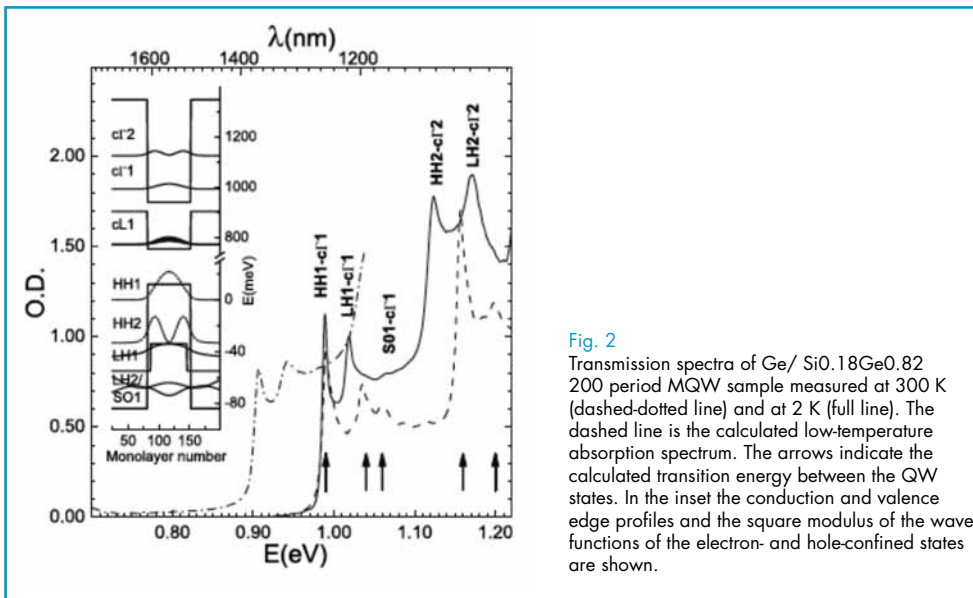 λ(nm)
1600 1400 1200
2.00
1.50
1.00
0.50
0.00
O.D.
cΓ2
cΓ1
cL1
HH1
HH2
LH1
LH2/
SO1
1200
1000
800
0
-40
-80
E(meV)
50 100 150
Monolayer number
HH1-cΓ1
LH1-cΓ1
S01-cΓ1
HH2-cΓ2
LH2-cΓ2
0.80 0.90 1.00 1.10 1.20
E(eV)
Fig. 2
Transmission spectra of Ge/ Si0.18Ge0.82
200 period MQW sample measured at 300 K
(dashed-dotted line) and at 2 K (full line). The
dashed line is the calculated low-temperature
absorption spectrum. The arrows indicate the
calculated transition energy between the QW
states. In the inset the conduction and valence
edge profiles and the square modulus of the wave
functions of the electron- and hole-confined states
are shown.